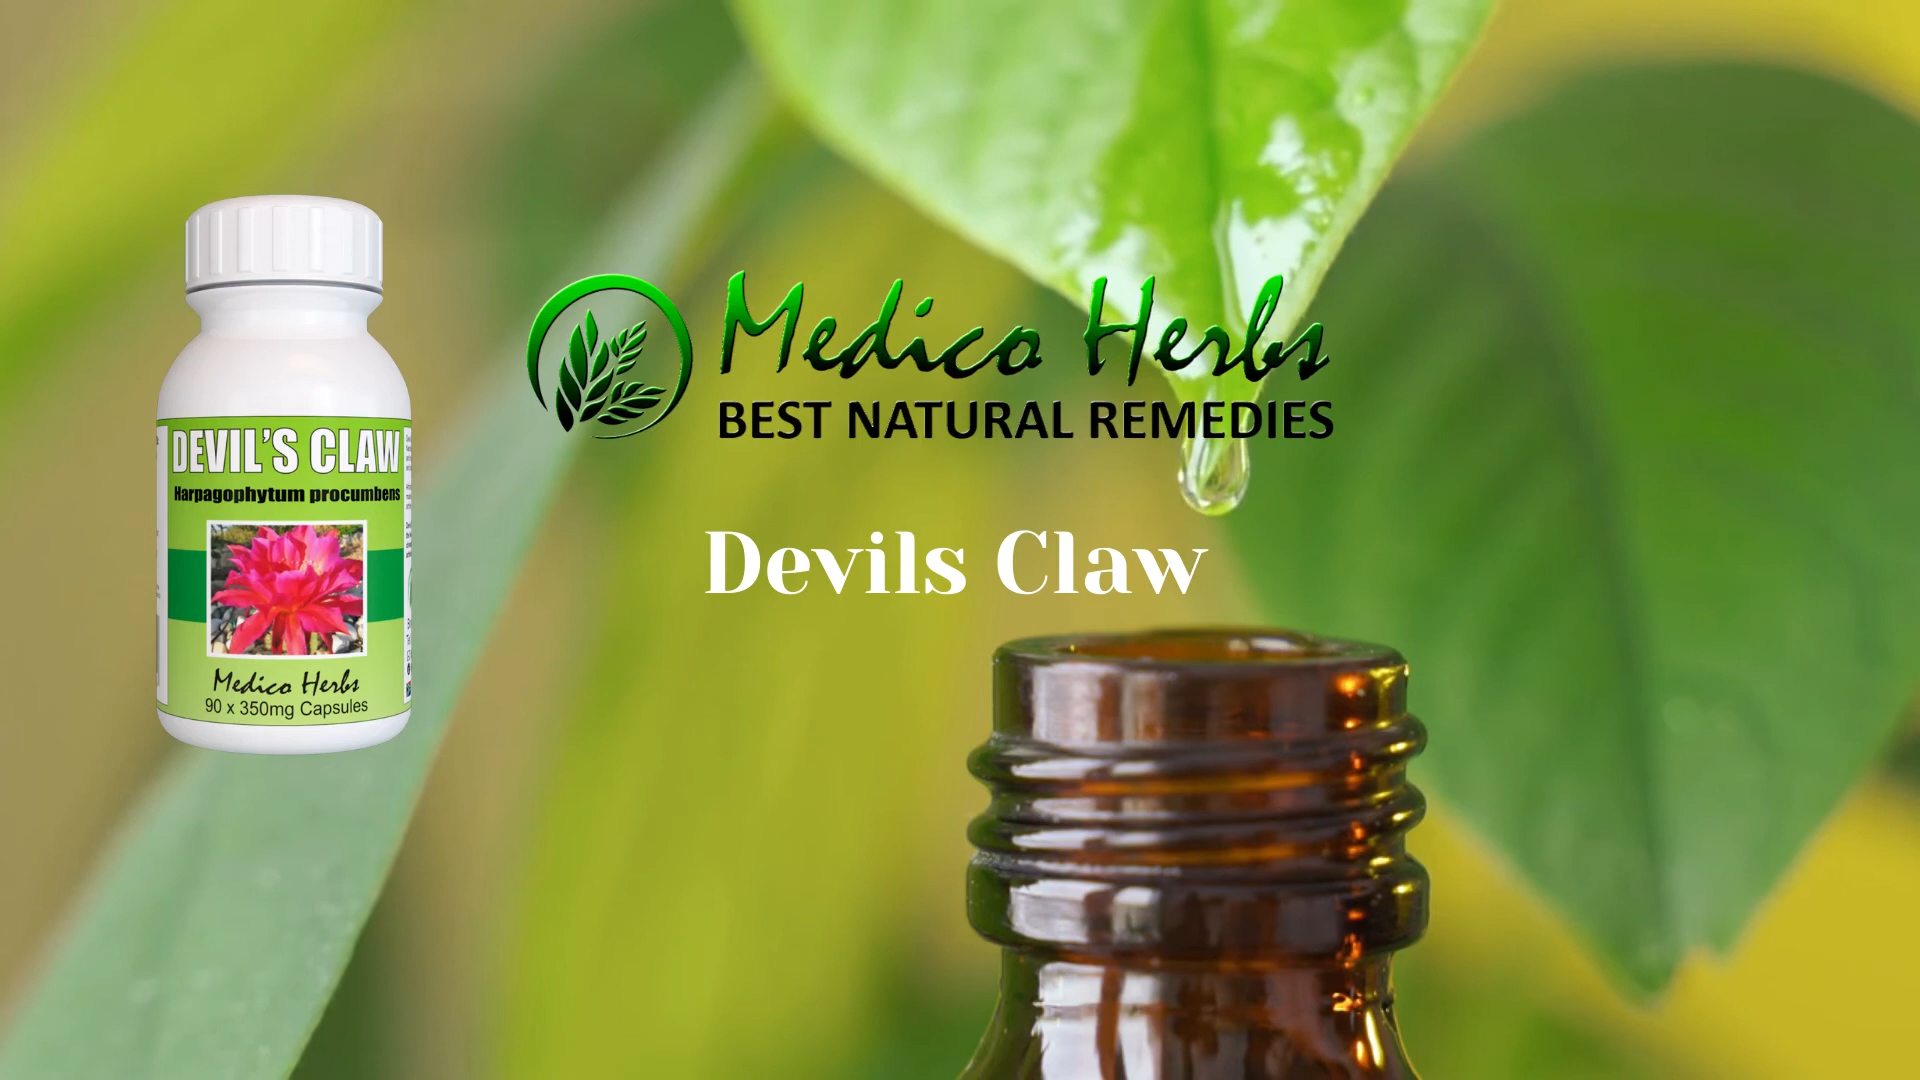 DEVIL'S CLAW
Harpagophytum procumbens
Medico Herbs
90 x 350mg Capsules
Medico Herbs
BEST NATURAL REMEDIES
Devils Claw